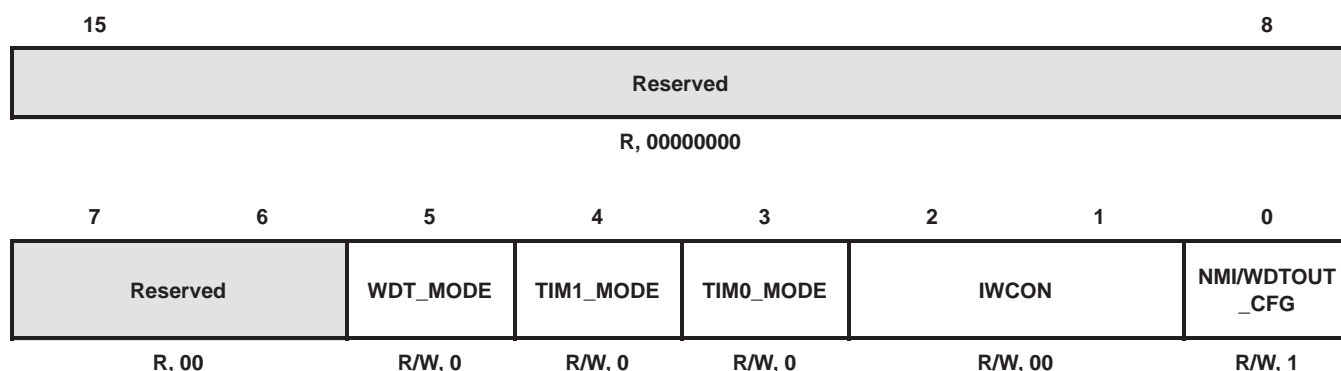 15 8
Reserved
R, 00000000
7 6 5 4 3 2 1 0
Reserved WDT_MODE TIM1_MODE TIM0_MODE IWCON NMI/WDTOUT
_CFG
R, 00 R/W, 0 R/W, 0 R/W, 0 R/W, 00 R/W, 1